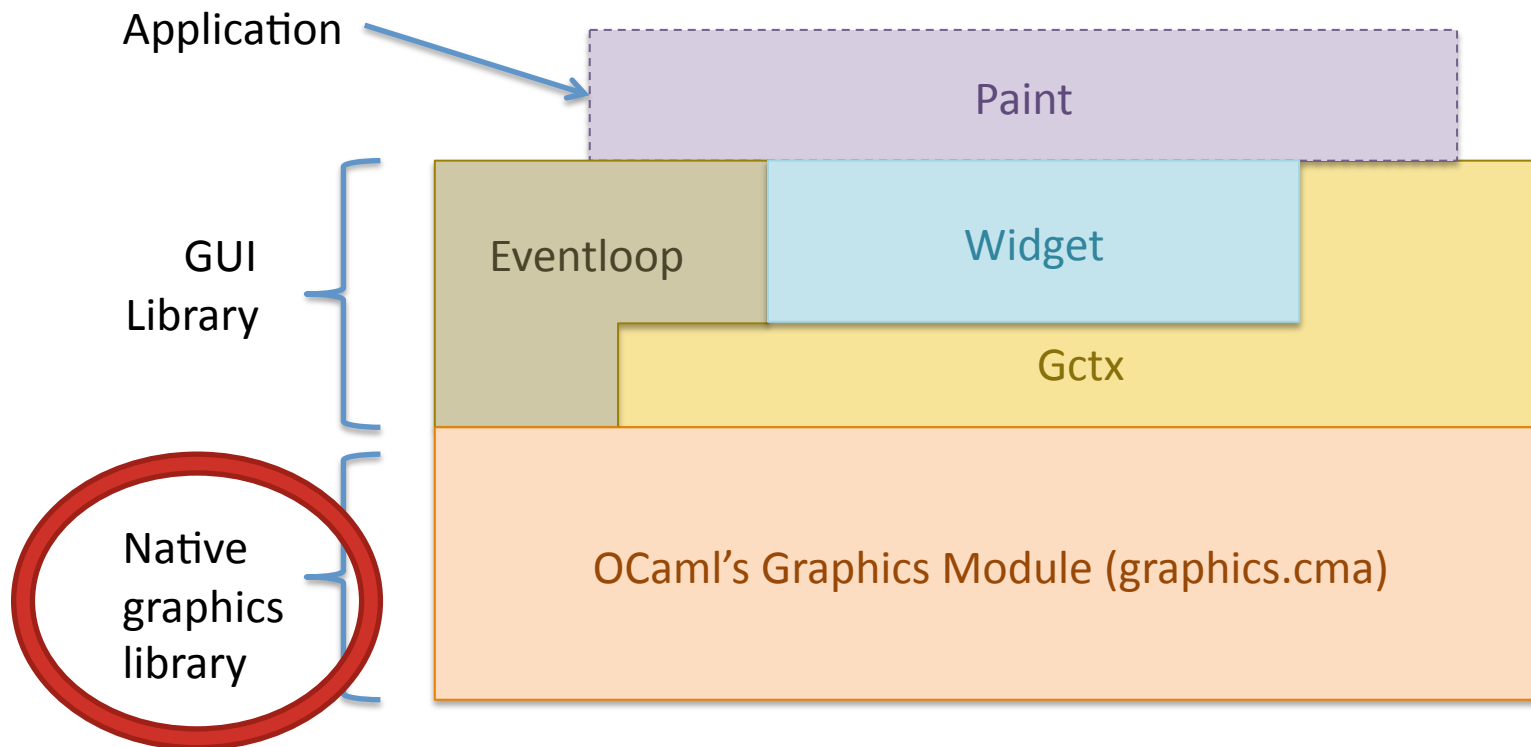 Application
Paint
GUI
Library
Eventloop
Widget
Gctx
Native
graphics
library
OCaml’s Graphics Module (graphics.cma)